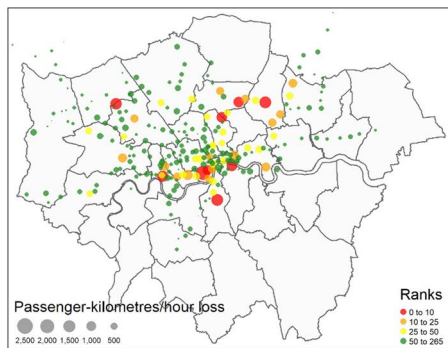 Passenger-kilometres/hour loss
2,500 2,000 1,500 1,000 500
Ranks
0 to 10
10 to 25
25 to 50
50 to 265